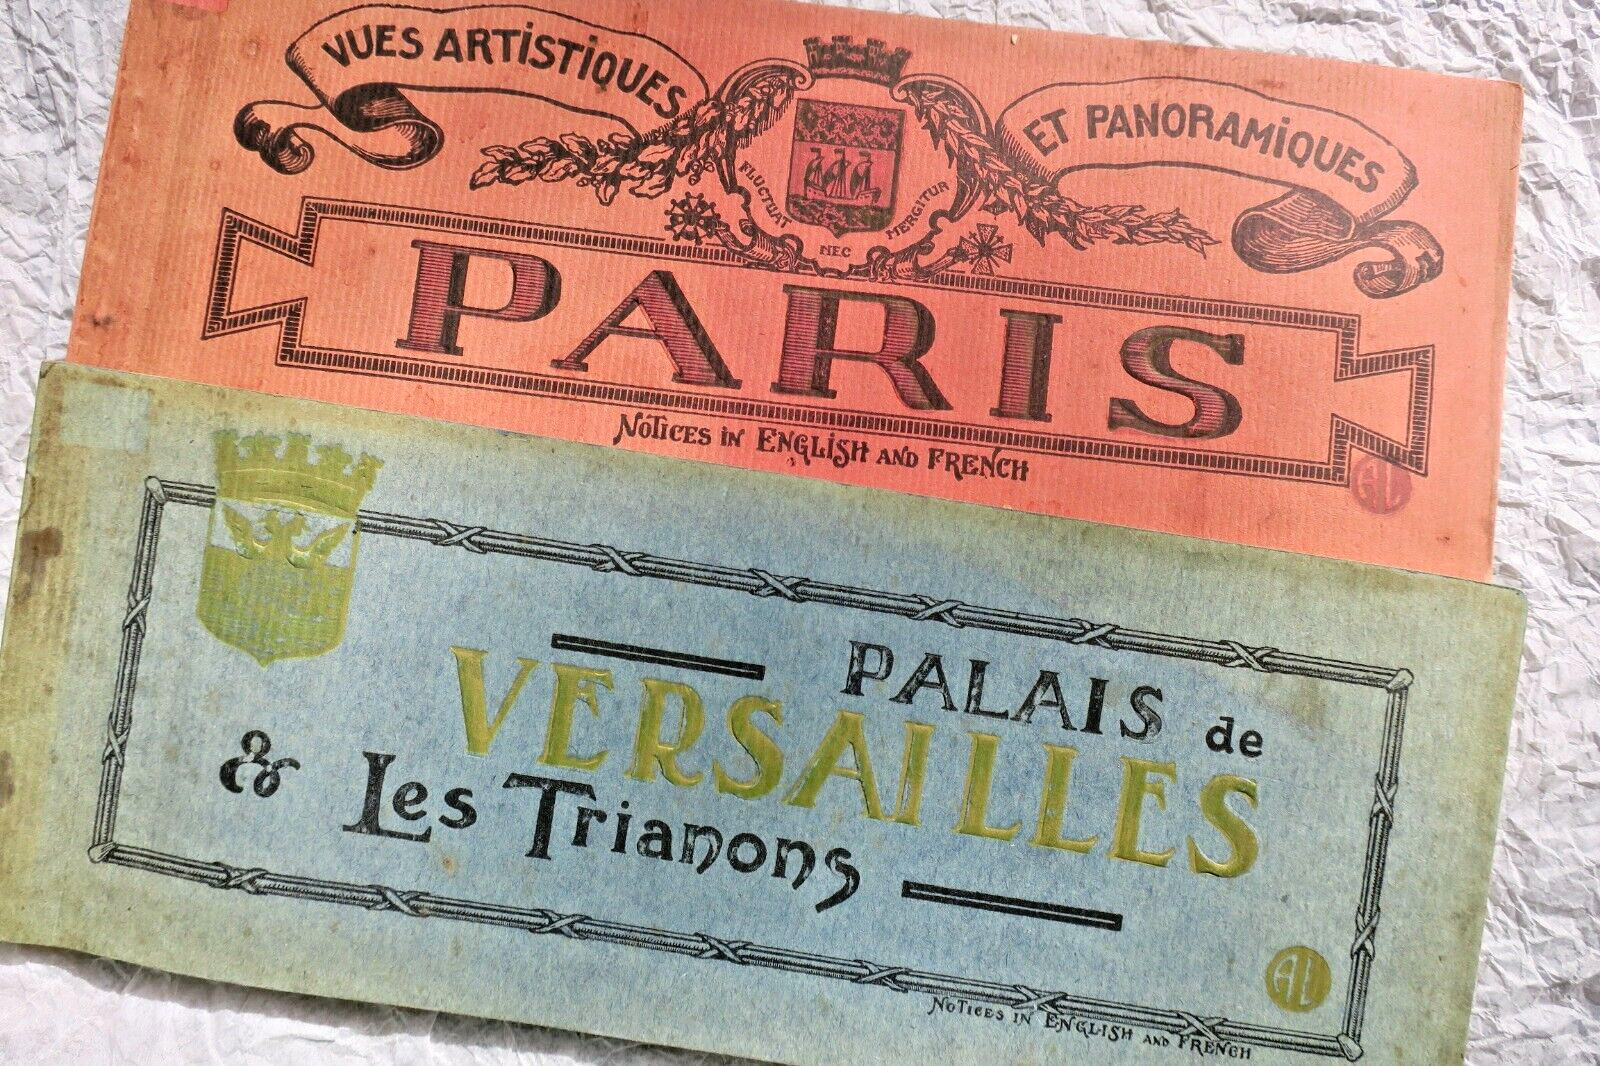 VUES ARTiSTiQUES
ET PANORAMiQUES
FLUCTUAT NEC MERGITUR
PARIS
NOTICES IN ENGLISH AND FRENCH
AL
PALAIS de
VERSAILLES
& Les Trianons
AL
NOTICES IN ENGLISH AND FRENCH